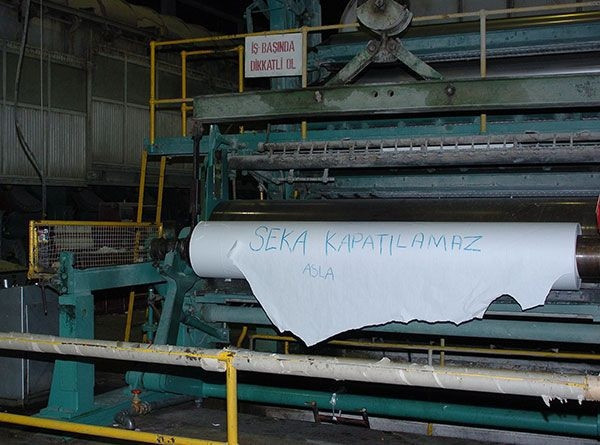 İŞ BAŞINDA
DİKKATLİ OL
SEKA KAPATILAMAZ
ASLA